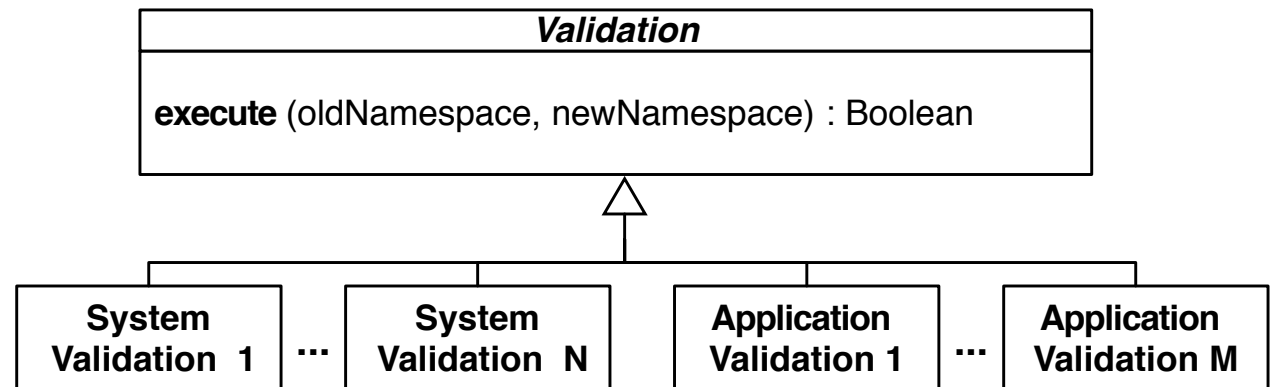 Validation
execute (oldNamespace, newNamespace) : Boolean
System Validation 1
...
System Validation N
Application Validation 1
...
Application Validation M